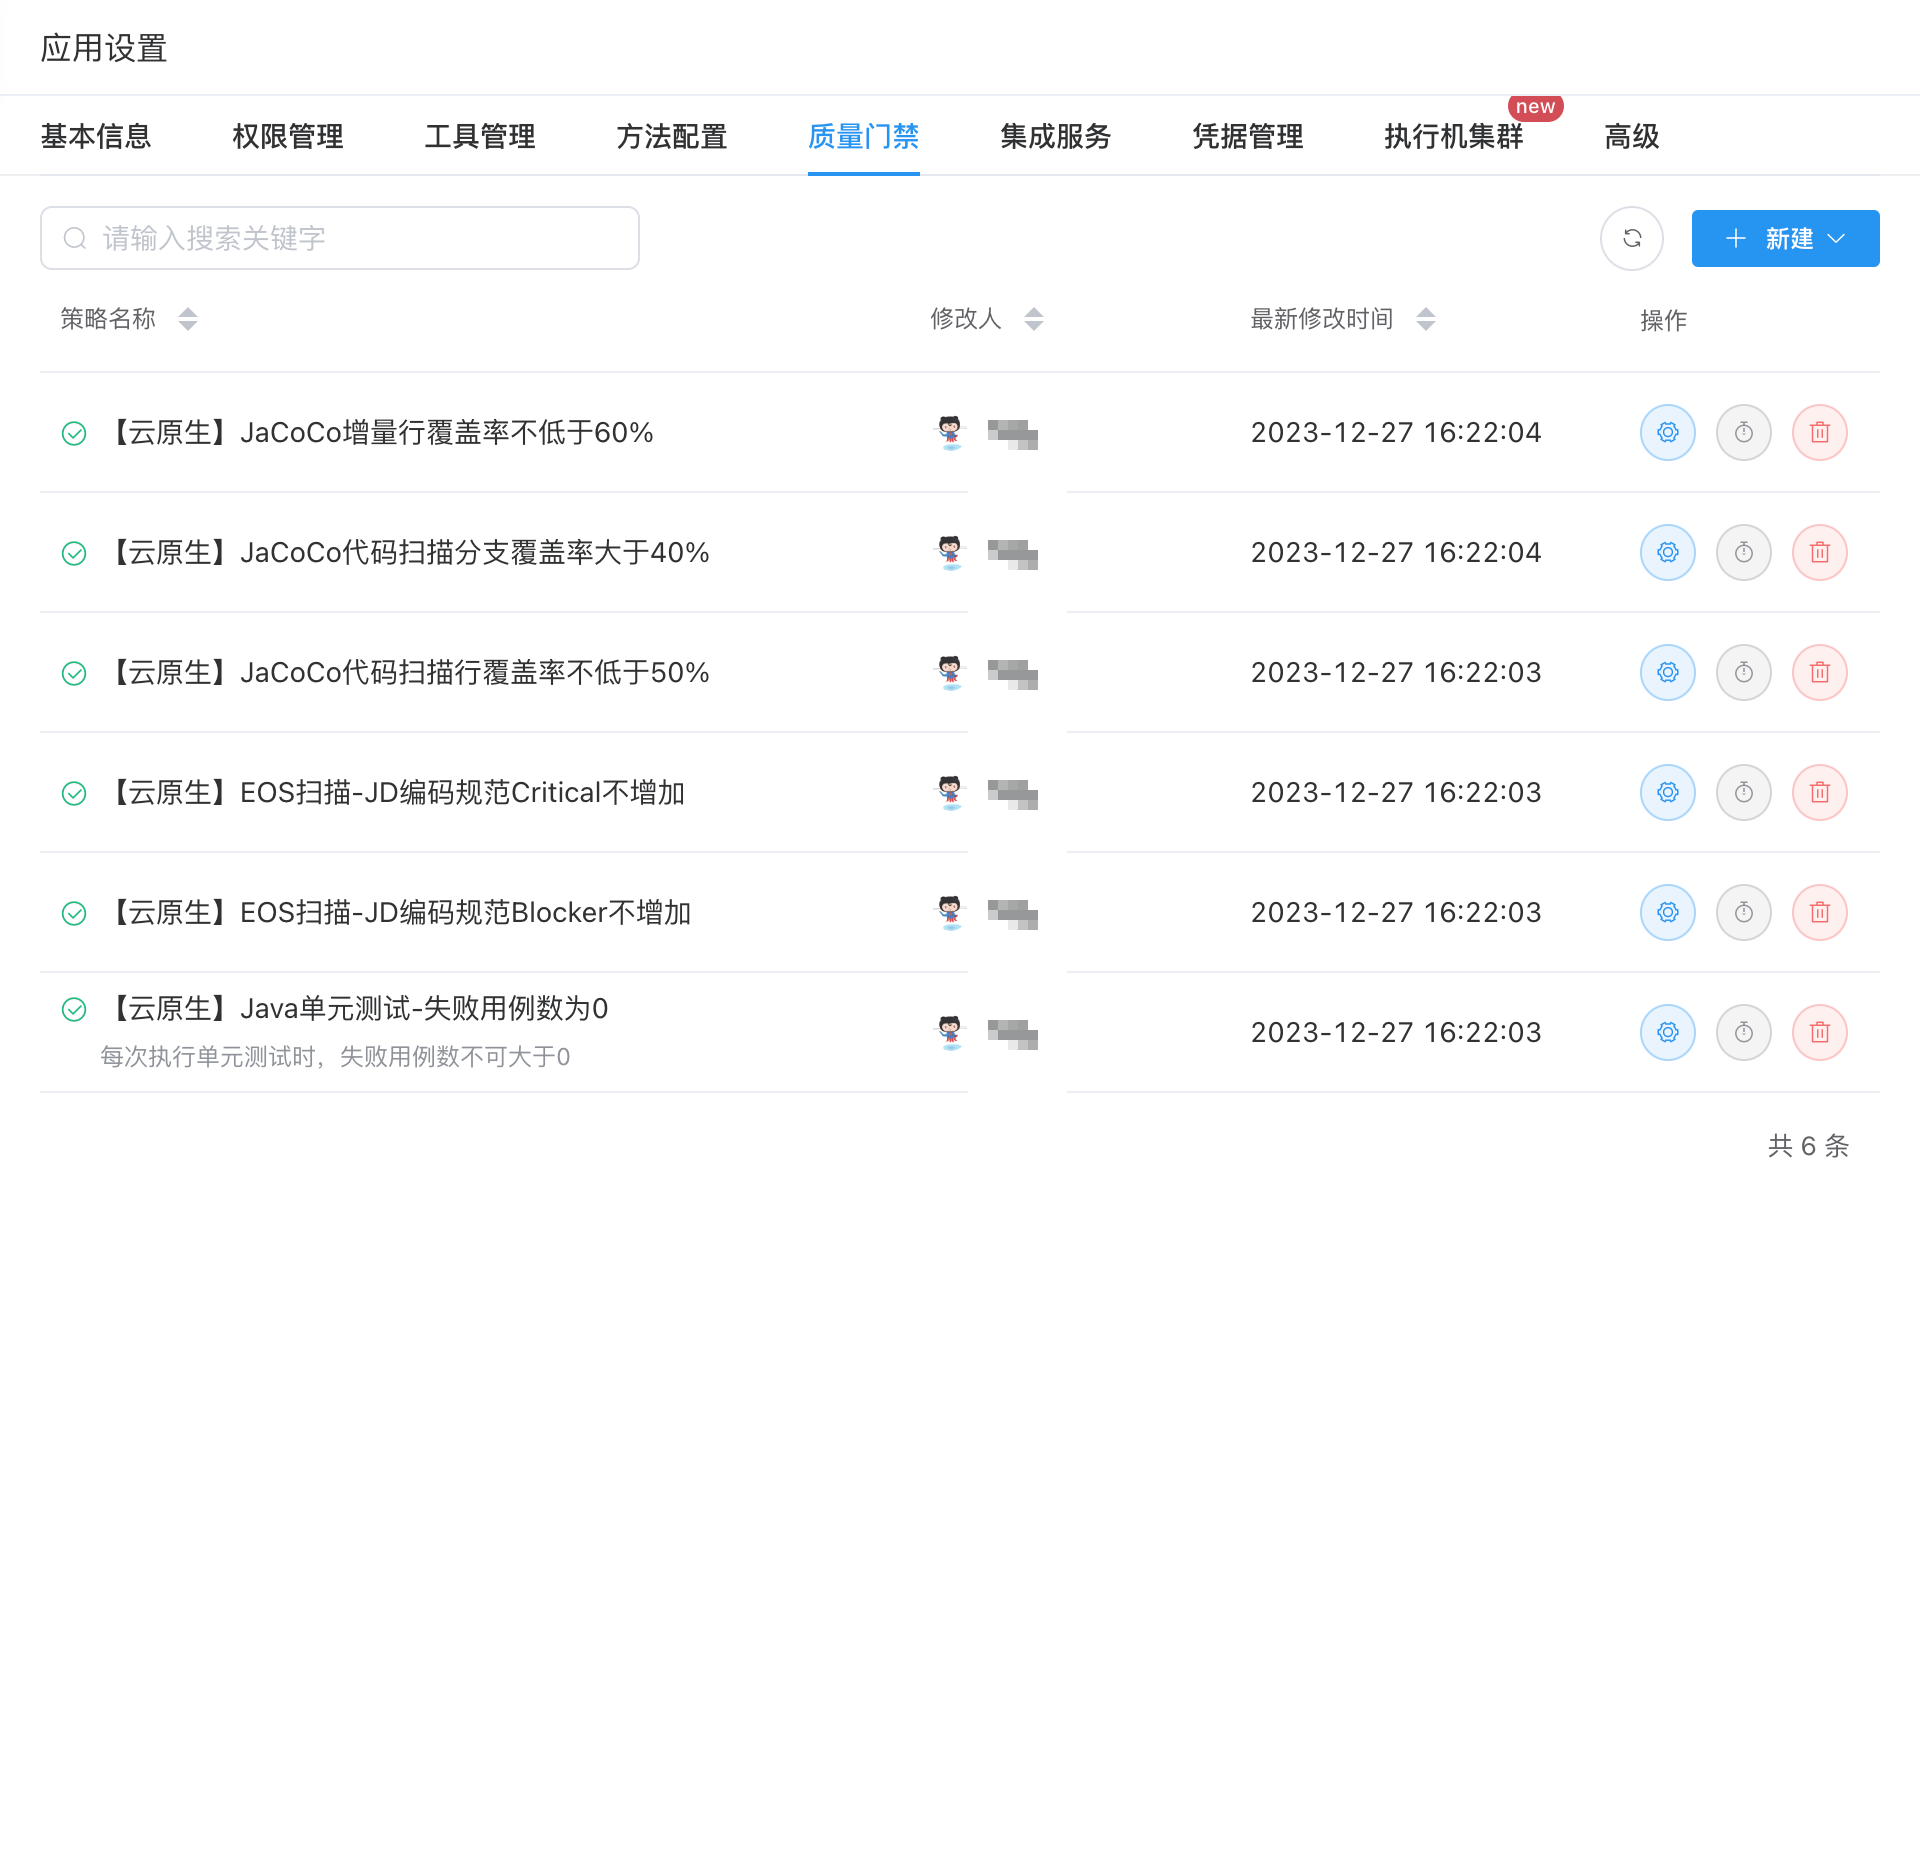 应用设置
基本信息 权限管理 工具管理 方法配置 质量门禁 集成服务 凭据管理 执行机集群 new 高级
请输入搜索关键字 新建
策略名称 修改人 最新修改时间 操作
【云原生】JaCoCo增量行覆盖率不低于60% 2023-12-27 16:22:04
【云原生】JaCoCo代码扫描分支覆盖率大于40% 2023-12-27 16:22:04
【云原生】JaCoCo代码扫描行覆盖率不低于50% 2023-12-27 16:22:03
【云原生】EOS扫描-JD编码规范Critical不增加 2023-12-27 16:22:03
【云原生】EOS扫描-JD编码规范Blocker不增加 2023-12-27 16:22:03
【云原生】Java单元测试-失败用例数为0 2023-12-27 16:22:03
每次执行单元测试时，失败用例数不可大于0
共 6 条